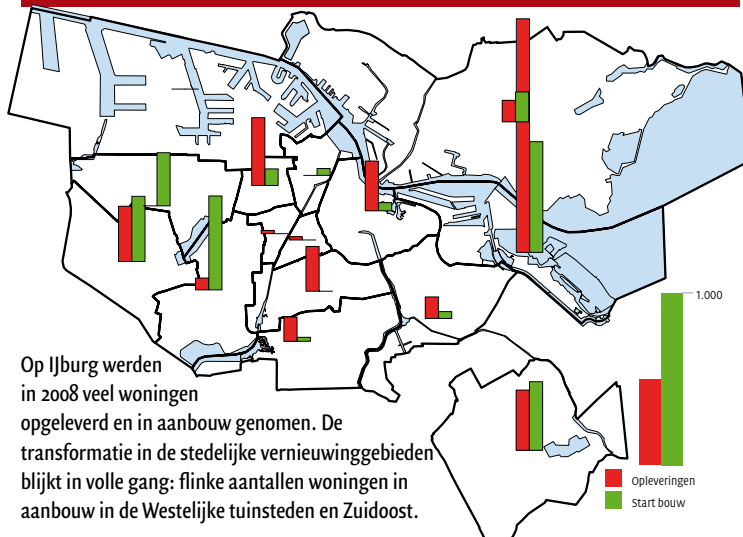 1.000
Op IJburg werden
in 2008 veel woningen
opgeleverd en in aanbouw genomen. De
transformatie in de stedelijke vernieuwinggebieden
blijkt in volle gang: flinke aantallen woningen in
aanbouw in de Westelijke tuinsteden en Zuidoost.
Opleveringen
Start bouw